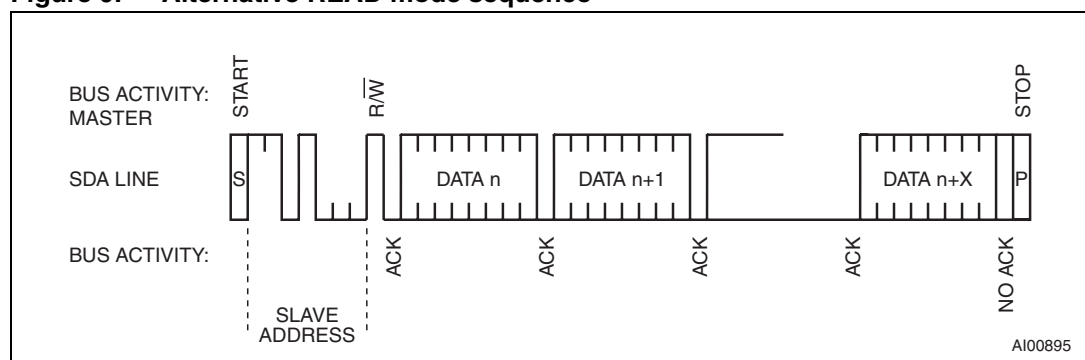 Figure 9. Alternative READ mode sequence
BUS ACTIVITY:
MASTER
START
R/W
STOP
SDA LINE
S
DATA n
DATA n+1
DATA n+X
P
BUS ACTIVITY:
ACK
ACK
ACK
ACK
NO ACK
SLAVE
ADDRESS
AI00895